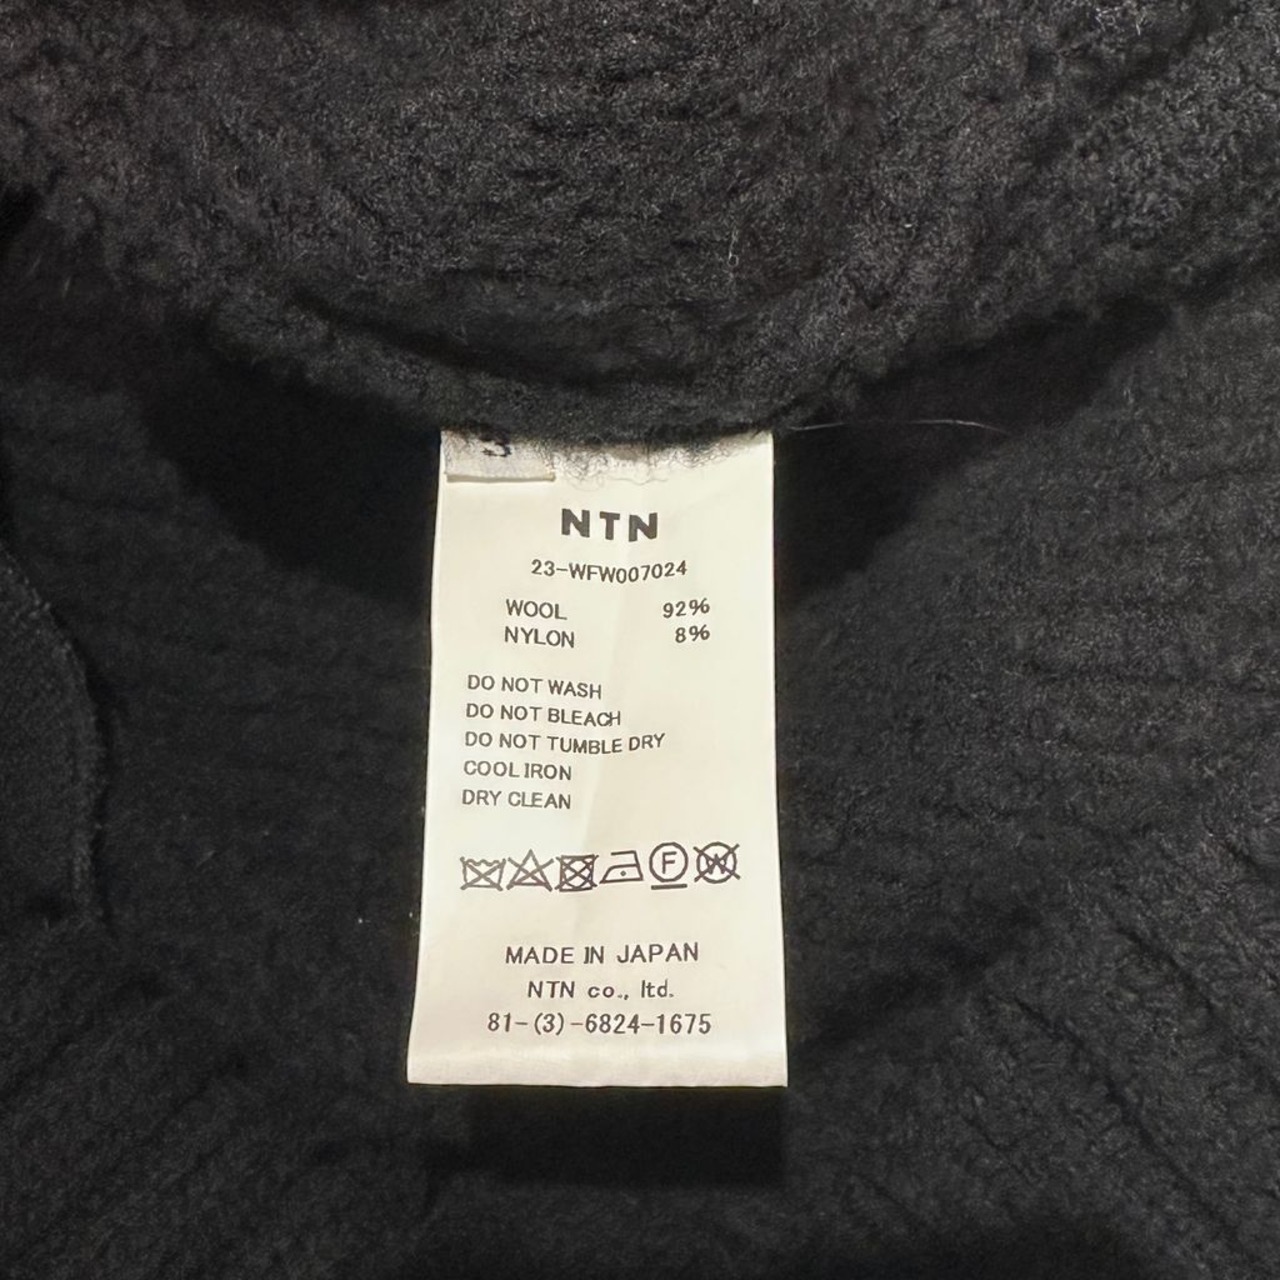 3
NTN
23-WFW007024
WOOL 92%
NYLON 8%
DO NOT WASH
DO NOT BLEACH
DO NOT TUMBLE DRY
COOL IRON
DRY CLEAN
F W
MADE IN JAPAN
NTN co., ltd.
81-(3)-6824-1675